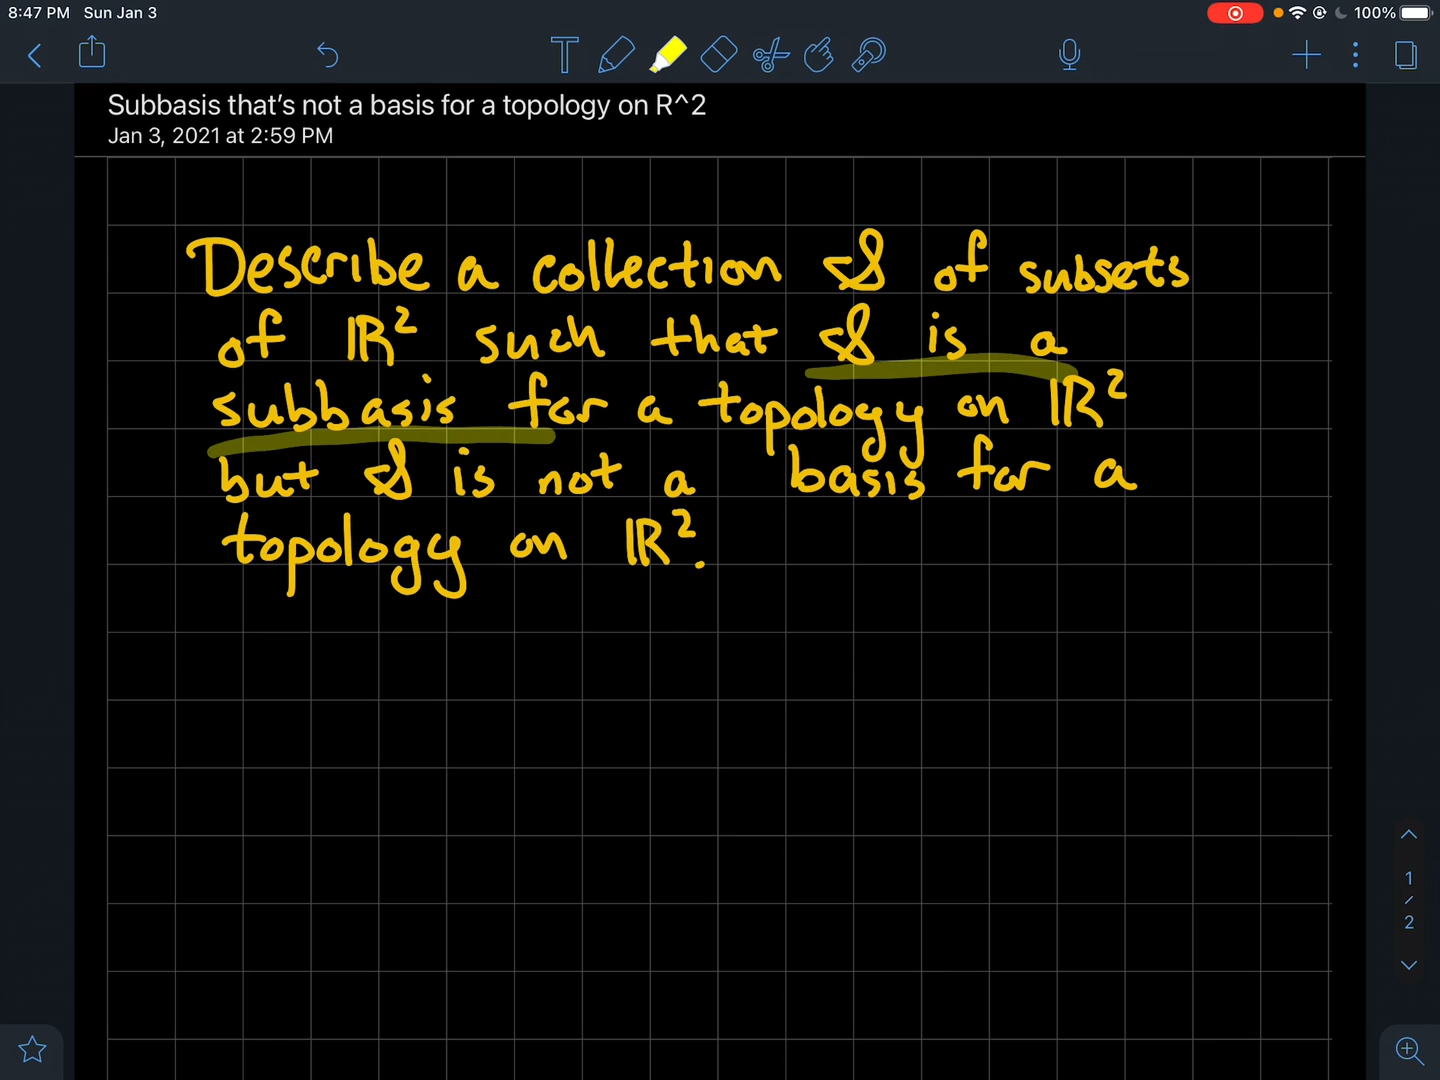 8:47 PM Sun Jan 3 100%
Subbasis that's not a basis for a topology on R^2
Jan 3, 2021 at 2:59 PM
Describe a collection 𝒮 of subsets
of ℝ² such that 𝒮 is a
subbasis for a topology on ℝ²
but 𝒮 is not a basis for a
topology on ℝ².
1
/
2